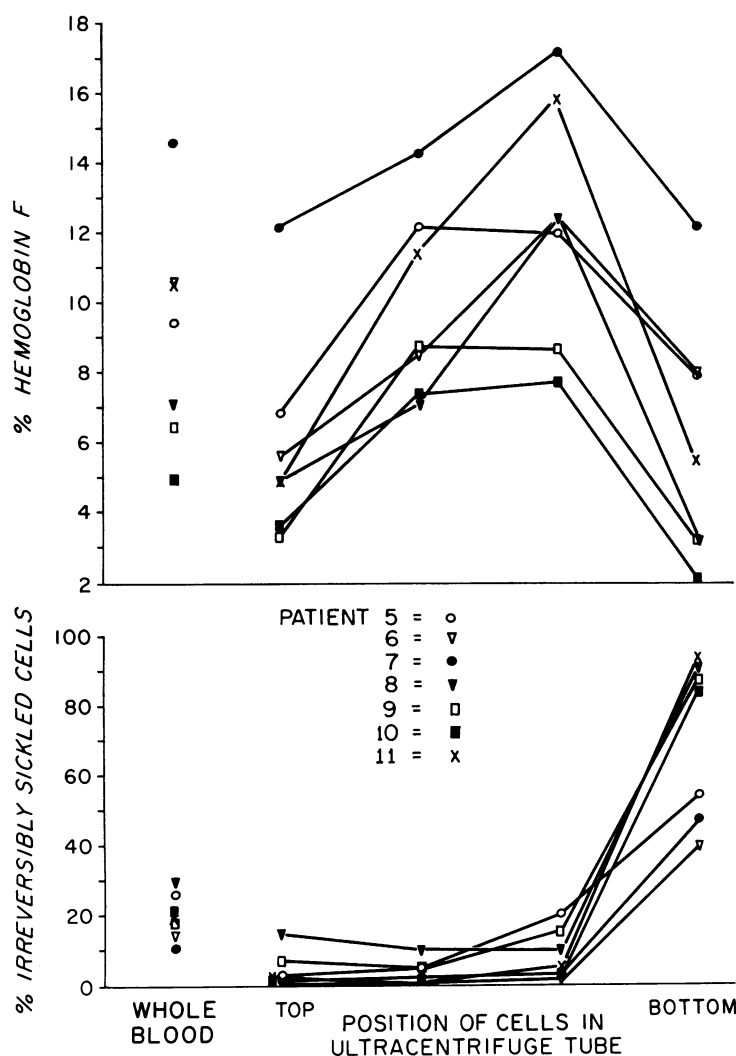 % HEMOGLOBIN F
18
16
14
12
10
8
6
4
2
PATIENT 5 =
6 =
7 =
8 =
9 =
10 =
11 =
% IRREVERSIBLY SICKLED CELLS
100
80
60
40
20
0
WHOLE BLOOD
TOP
POSITION OF CELLS IN
ULTRACENTRIFUGE TUBE
BOTTOM